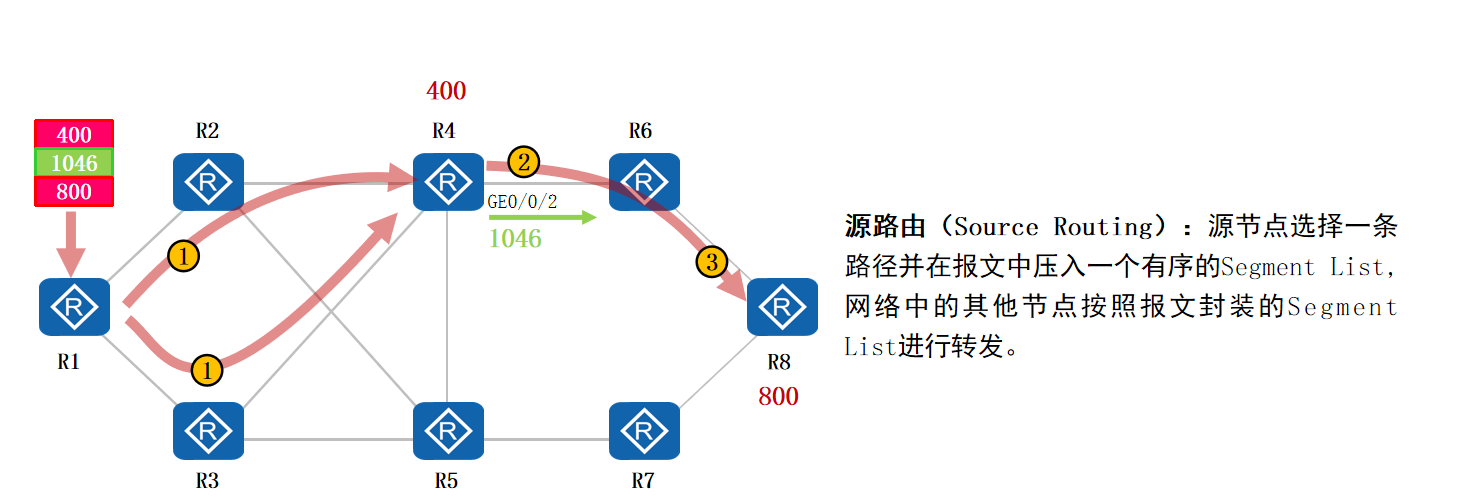 400
R2
R4
R6
400
1046
800
②
GE0/0/2
1046
①
③
源路由（Source Routing）：源节点选择一条
路径并在报文中压入一个有序的Segment List,
网络中的其他节点按照报文封装的Segment
List进行转发。
R1
①
R8
800
R3
R5
R7